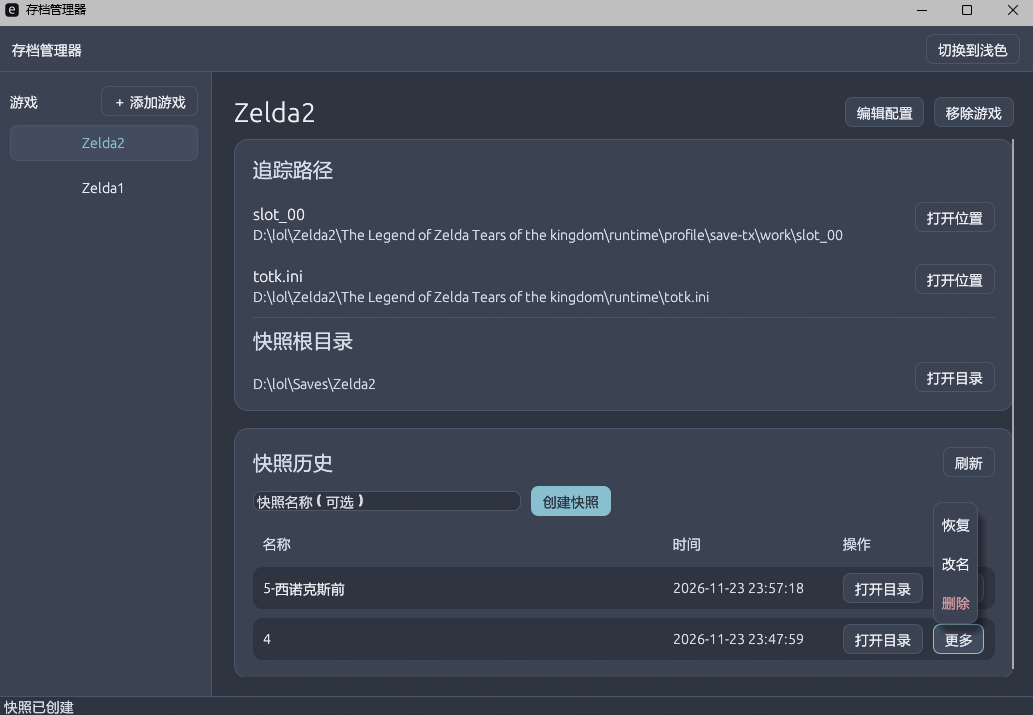 e 存档管理器
存档管理器
切换到浅色
游戏
+ 添加游戏
Zelda2
Zelda1
Zelda2
编辑配置
移除游戏
追踪路径
slot_00
D:\lol\Zelda2\The Legend of Zelda Tears of the kingdom\runtime\profile\save-tx\work\slot_00
打开位置
totk.ini
D:\lol\Zelda2\The Legend of Zelda Tears of the kingdom\runtime\totk.ini
打开位置
快照根目录
D:\lol\Saves\Zelda2
打开目录
快照历史
刷新
快照名称(可选)
创建快照
名称
时间
操作
5-西诺克斯前
2026-11-23 23:57:18
打开目录
4
2026-11-23 23:47:59
打开目录
更多
恢复
改名
删除
快照已创建